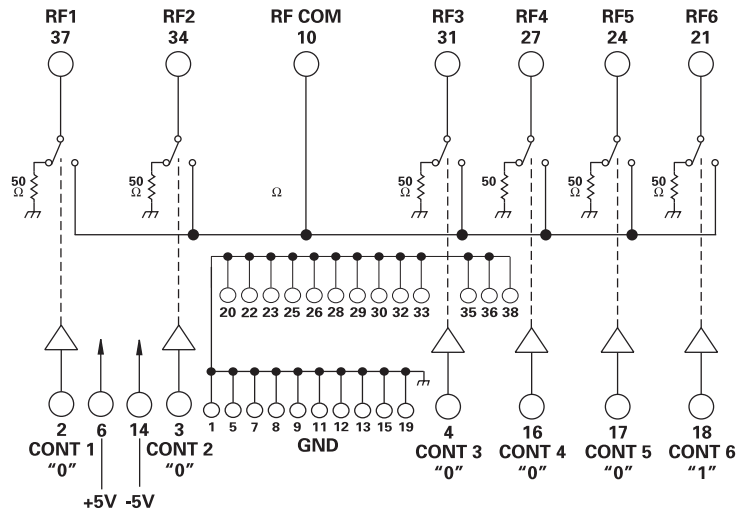 RF1 RF2 RF COM RF3 RF4 RF5 RF6
37 34 10 31 27 24 21
50 50 50 50 50 50
Ω Ω Ω Ω Ω Ω
20 22 23 25 26 28 29 30 32 33 35 36 38
1 5 7 8 9 11 12 13 15 19
2 6 14 3 GND 4 16 17 18
CONT 1 CONT 2 CONT 3 CONT 4 CONT 5 CONT 6
“0” “0” “0” “0” “0” “1”
+5V -5V